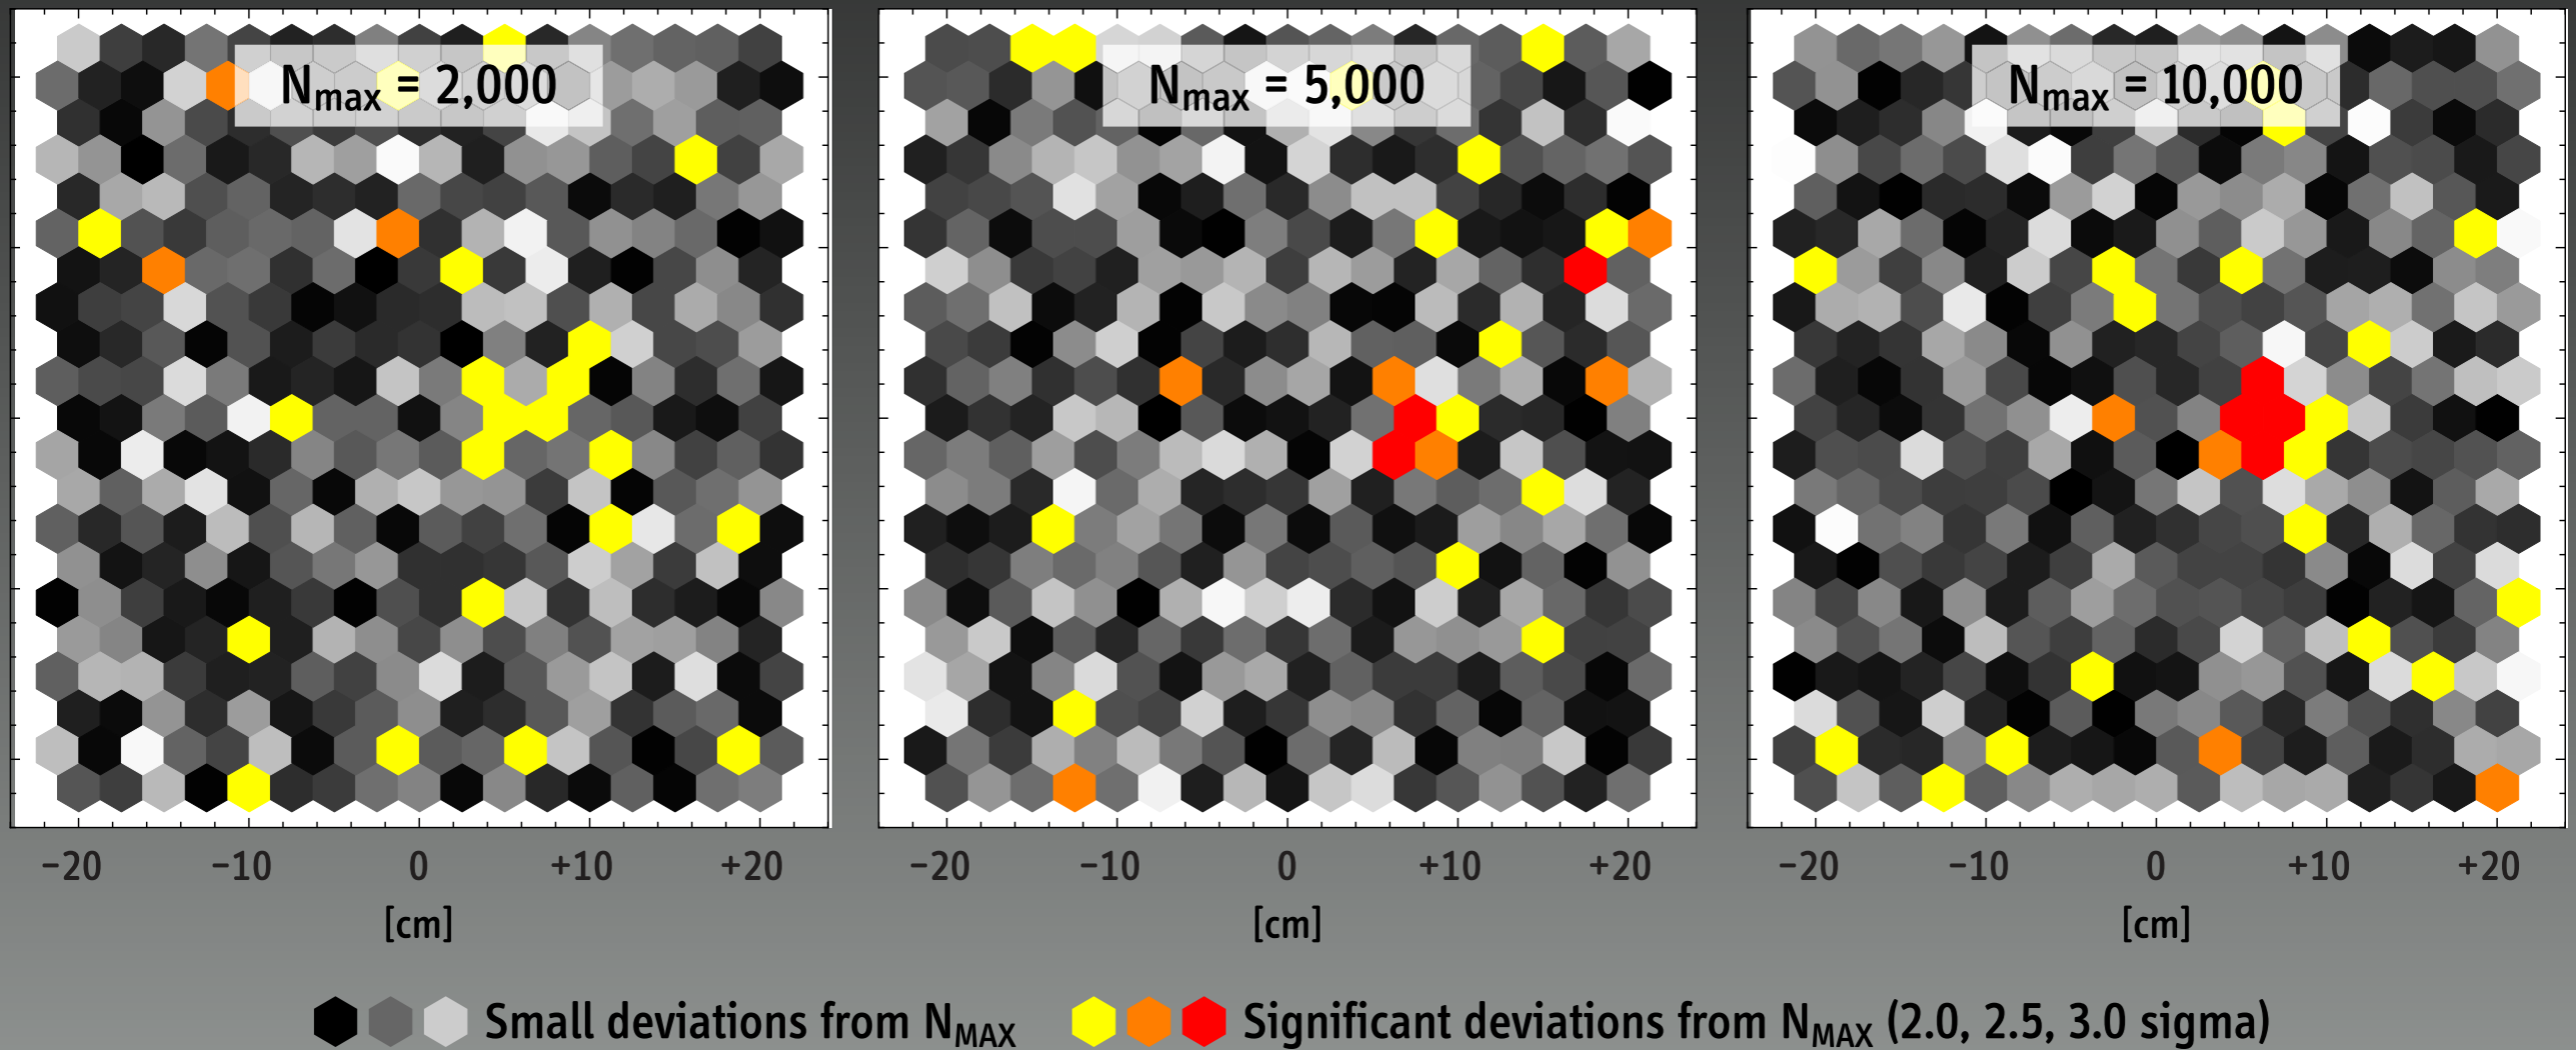 Nmax = 2,000
Nmax = 5,000
Nmax = 10,000
−20 −10 0 +10 +20
−20 −10 0 +10 +20
−20 −10 0 +10 +20
[cm]
[cm]
[cm]
Small deviations from NMAX
Significant deviations from NMAX (2.0, 2.5, 3.0 sigma)